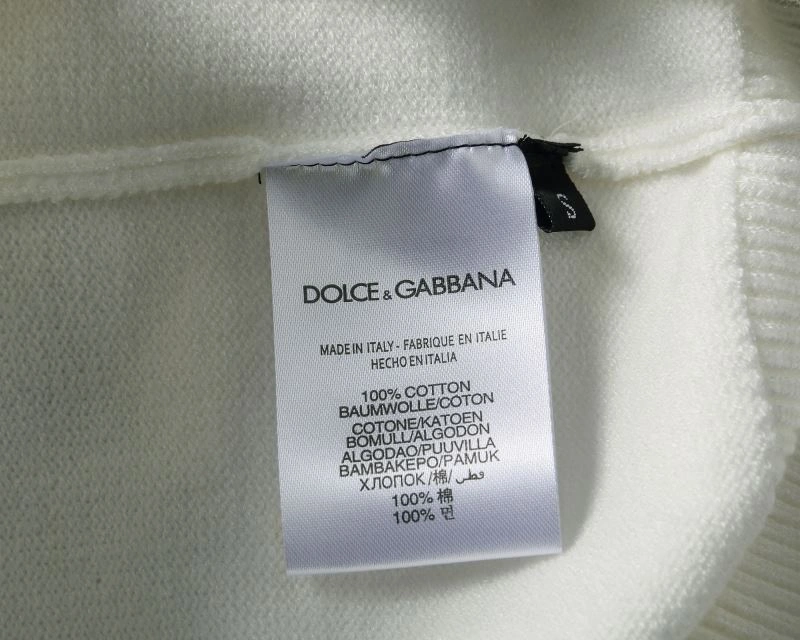 DOLCE & GABBANA
MADE IN ITALY - FABRIQUE EN ITALIE
HECHO EN ITALIA
100% COTTON
BAUMWOLLE/COTON
COTONE/KATOEN
BOMULL/ALGODON
ALGODAO/PUUVILLA
BAMBAKEPO/PAMUK
ХЛОПОК /棉/ قطر
100% 棉
100% 면
S